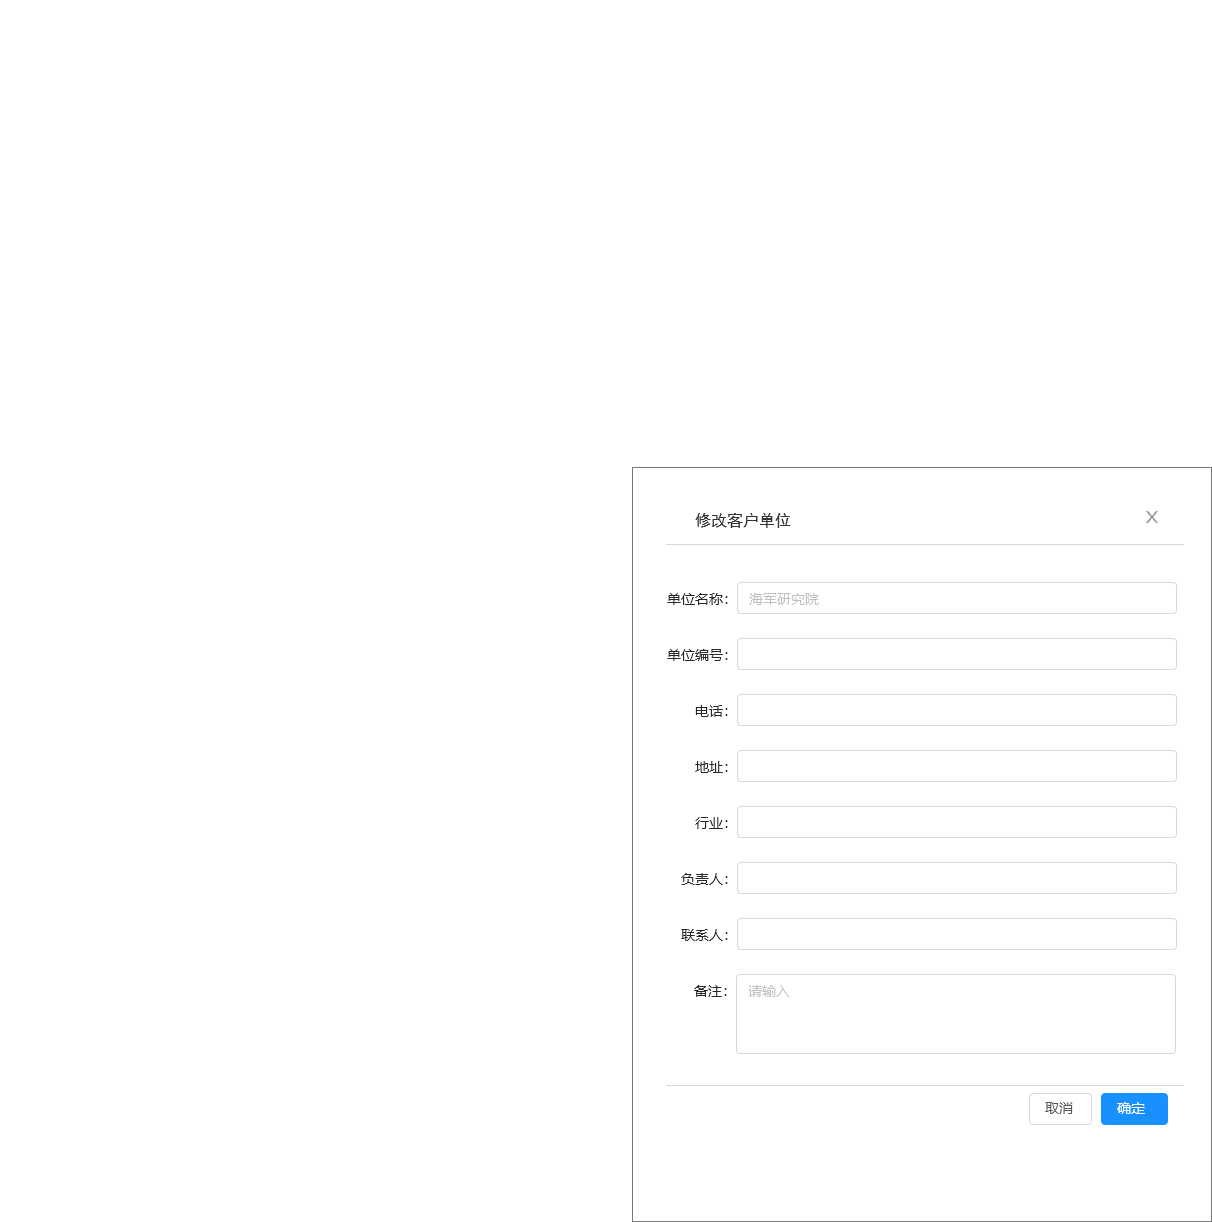 修改客户单位 X
单位名称： 海军研究院
单位编号：
电话：
地址：
行业：
负责人：
联系人：
备注： 请输入
取消 确定